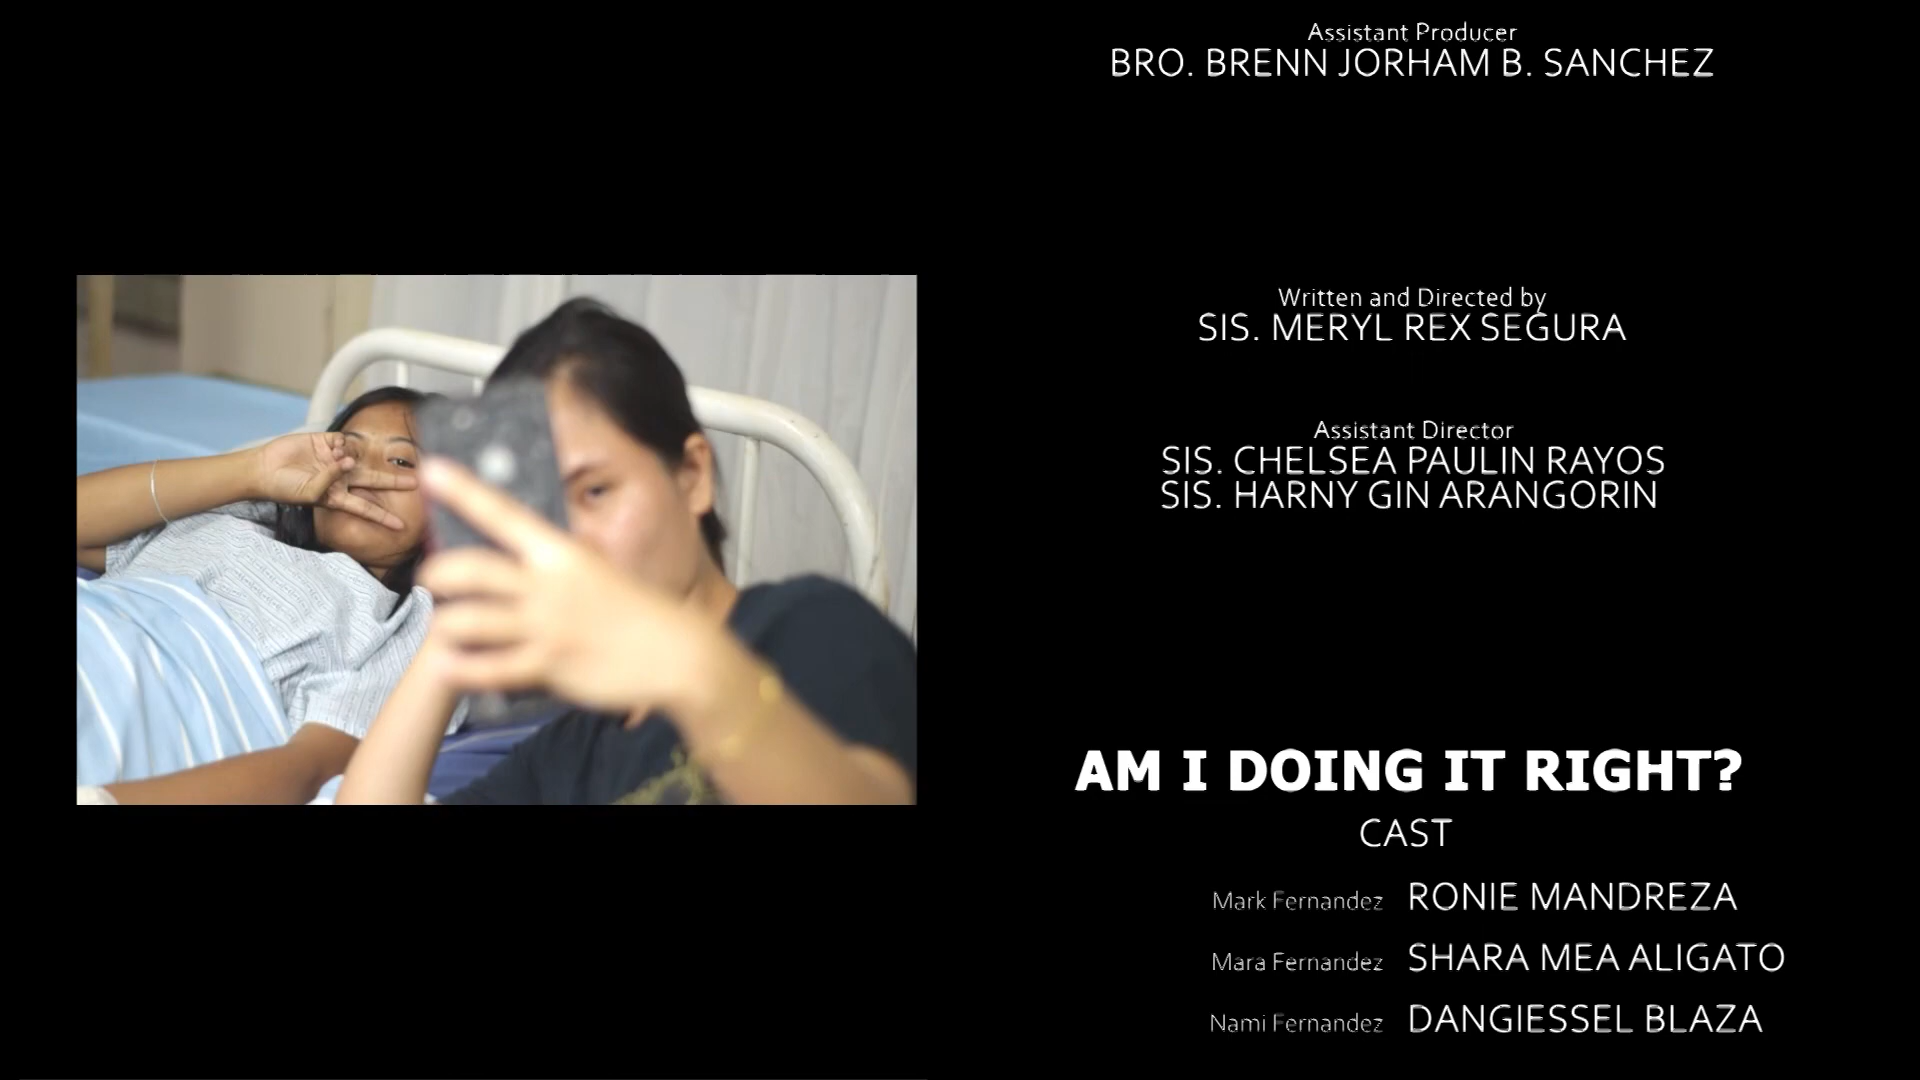 Assistant Producer
BRO. BRENN JORHAM B. SANCHEZ
Written and Directed by
SIS. MERYL REX SEGURA
Assistant Director
SIS. CHELSEA PAULIN RAYOS
SIS. HARNY GIN ARANGORIN
AM I DOING IT RIGHT?
CAST
Mark Fernandez RONIE MANDREZA
Mara Fernandez SHARA MEA ALIGATO
Nami Fernandez DANGIESSEL BLAZA